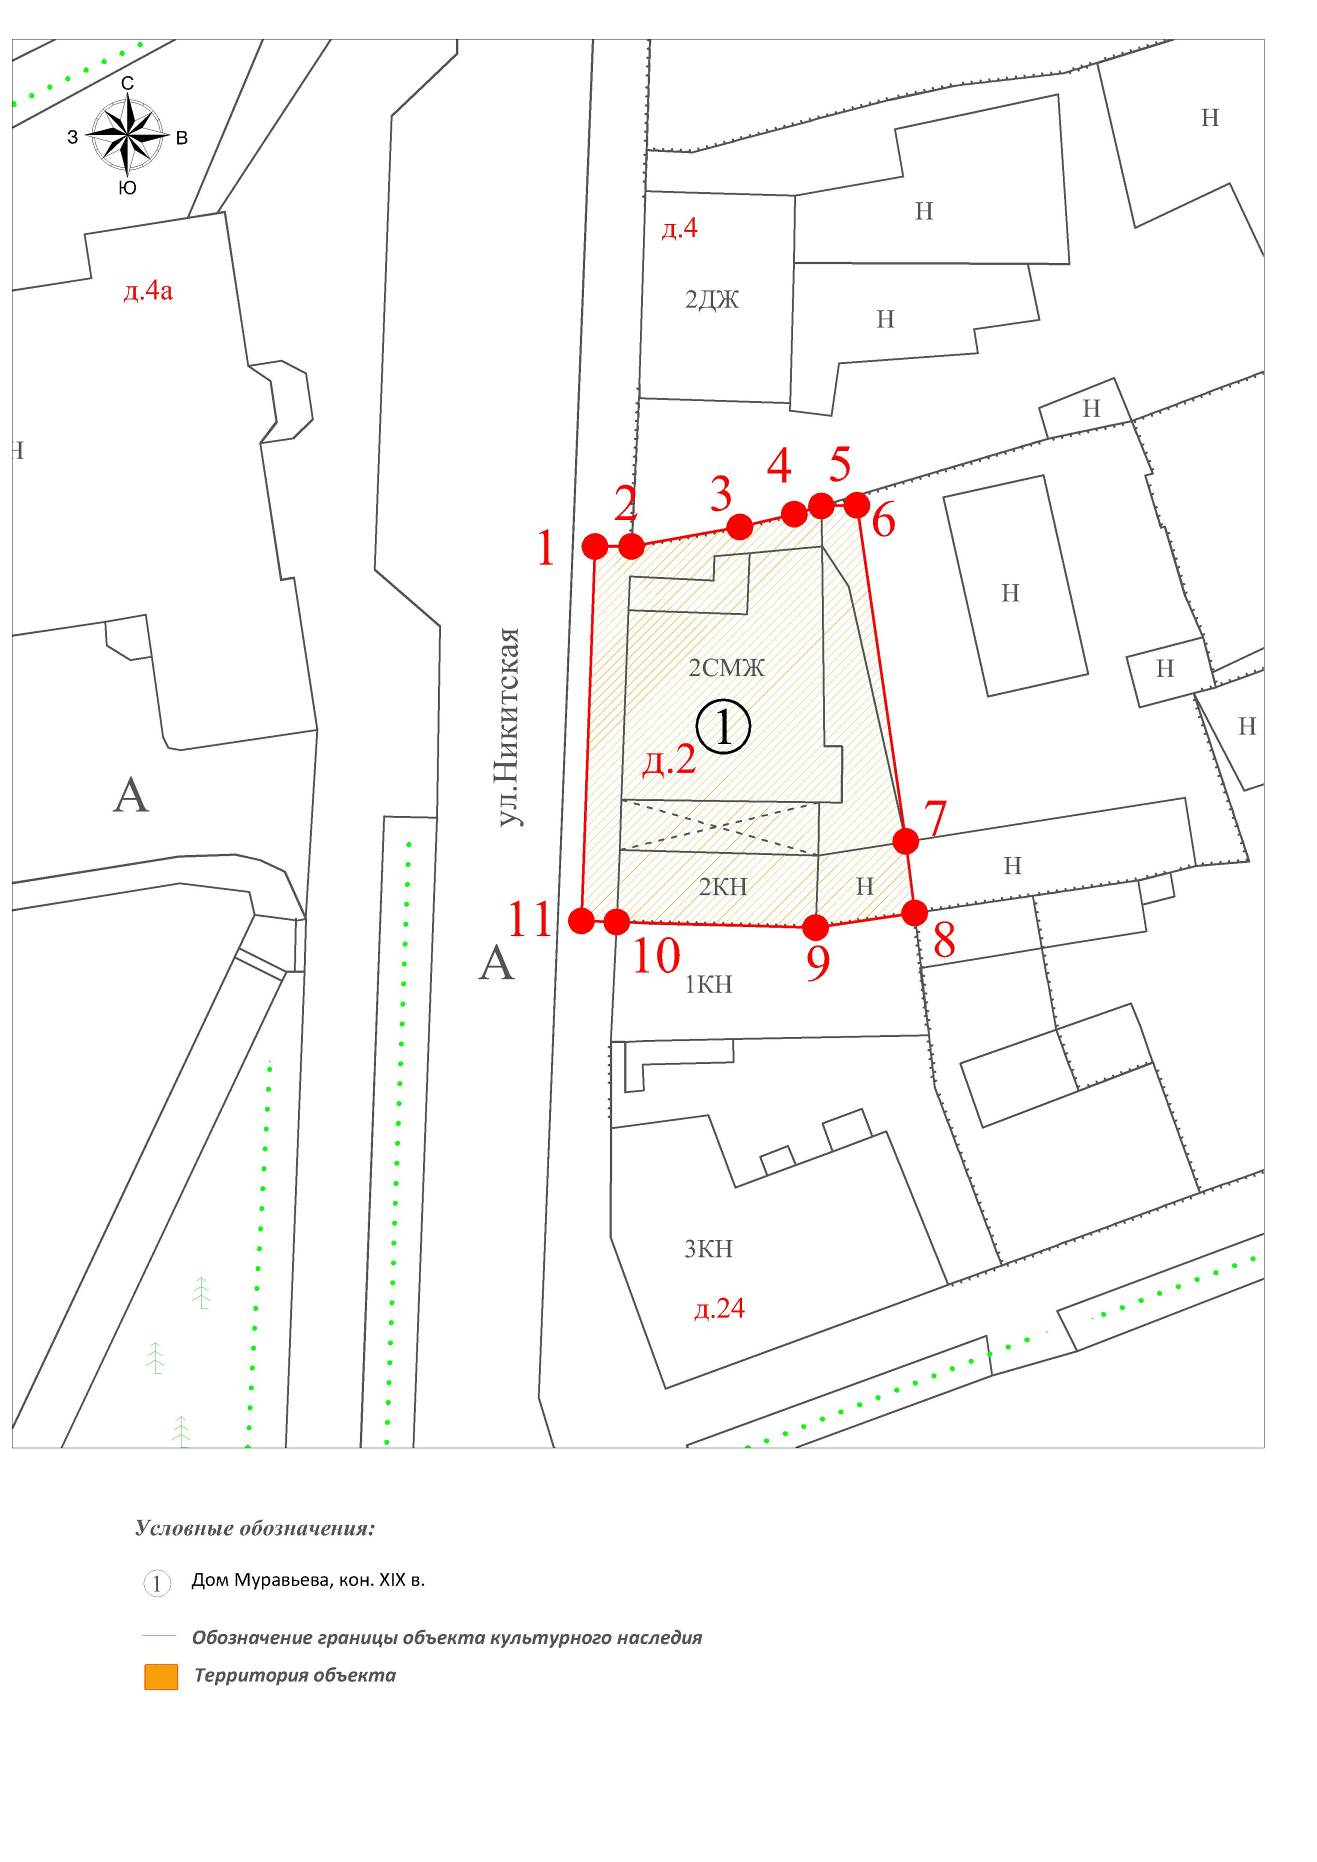 С
З
В
Ю
Н
д.4
Н
д.4а
2ДЖ
Н
Н
Н
5
4
3
2
6
1
Н
ул.Никитская
2СМЖ
Н
1
Н
д.2
А
7
Н
2КН
Н
11
8
10
9
А
1КН
3КН
д.24
Условные обозначения:
1 Дом Муравьева, кон. XIX в.
Обозначение границы объекта культурного наследия
Территория объекта